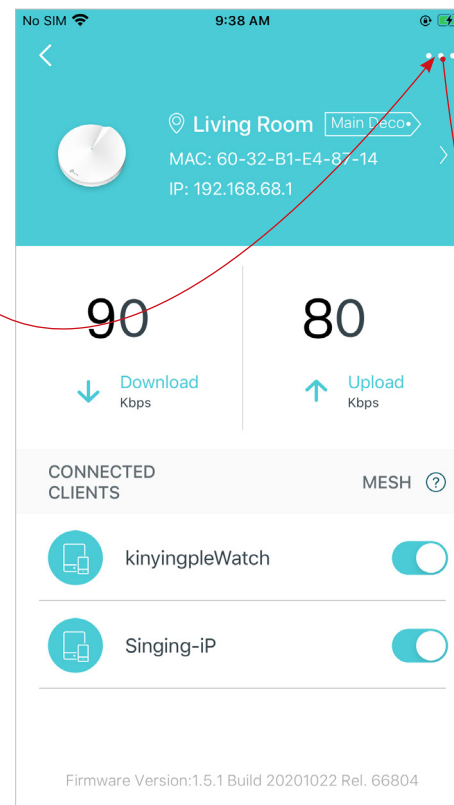 No SIM 9:38 AM
Living Room Main Deco
MAC: 60-32-B1-E4-87-14
IP: 192.168.68.1
90 80
Download Upload
Kbps Kbps
CONNECTED
CLIENTS
MESH ?
kinyingpleWatch
Singing-iP
Firmware Version:1.5.1 Build 20201022 Rel. 66804